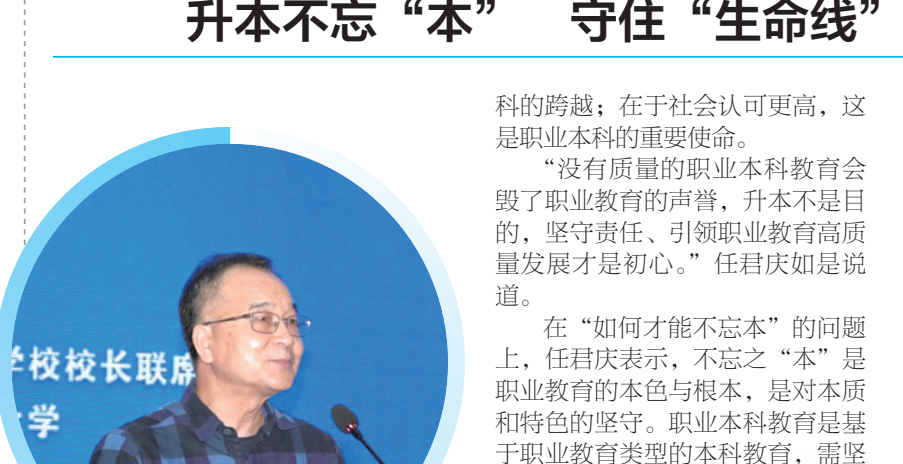 升本不忘“本” 守住“生命线”
校校长联席
学
科的跨越；在于社会认可更高，这
是职业本科的重要使命。
“没有质量的职业本科教育会
毁了职业教育的声誉，升本不是目
的，坚守责任、引领职业教育高质
量发展才是初心。”任君庆如是说
道。
在“如何才能不忘本”的问题
上，任君庆表示，不忘之“本”是
职业教育的本色与根本，是对本质
和特色的坚守。职业本科教育是基
于职业教育类型的本科教育，需坚